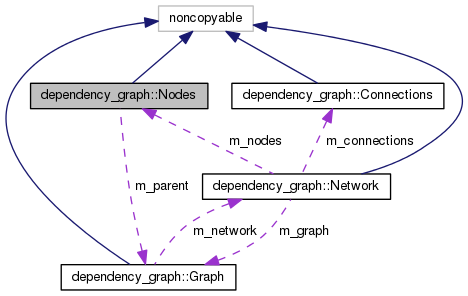 noncopyable
dependency_graph::Nodes
dependency_graph::Connections
m_nodes
m_connections
m_parent
dependency_graph::Network
m_network
m_graph
dependency_graph::Graph